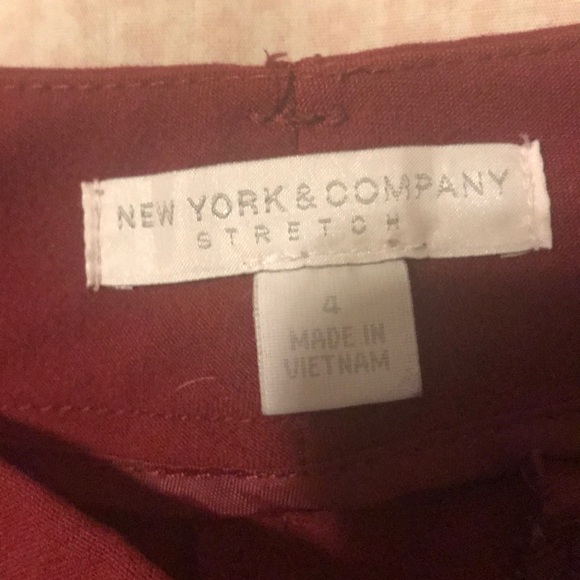 NEW YORK & COMPANY
STRETCH
4
MADE IN
VIETNAM